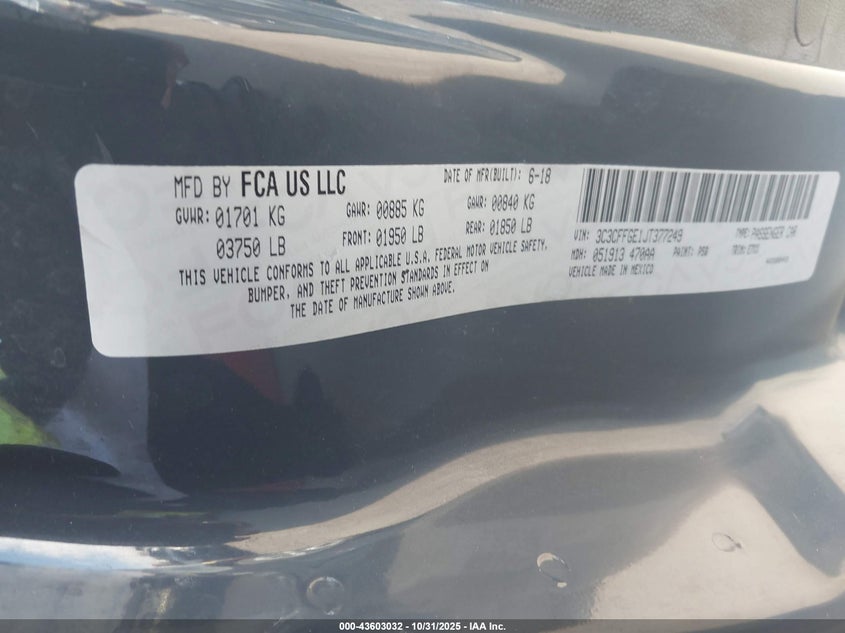 MFD BY FCA US LLC
DATE OF MFR(BUILT): 6-18
GVWR: 01701 KG
GAWR: 00885 KG
GAWR: 00840 KG
03750 LB
FRONT: 01950 LB
REAR: 01850 LB
THIS VEHICLE CONFORMS TO ALL APPLICABLE U.S.A. FEDERAL MOTOR VEHICLE SAFETY,
BUMPER, AND THEFT PREVENTION STANDARDS IN EFFECT ON
THE DATE OF MANUFACTURE SHOWN ABOVE.
VIN: 3C3CFFGE1JT377249
TYPE: PASSENGER CAR
MDH: 051913 470AA
PAINT: PSB
TRIM:
VEHICLE MADE IN MEXICO
000-43603032 - 10/31/2025 - IAA Inc.